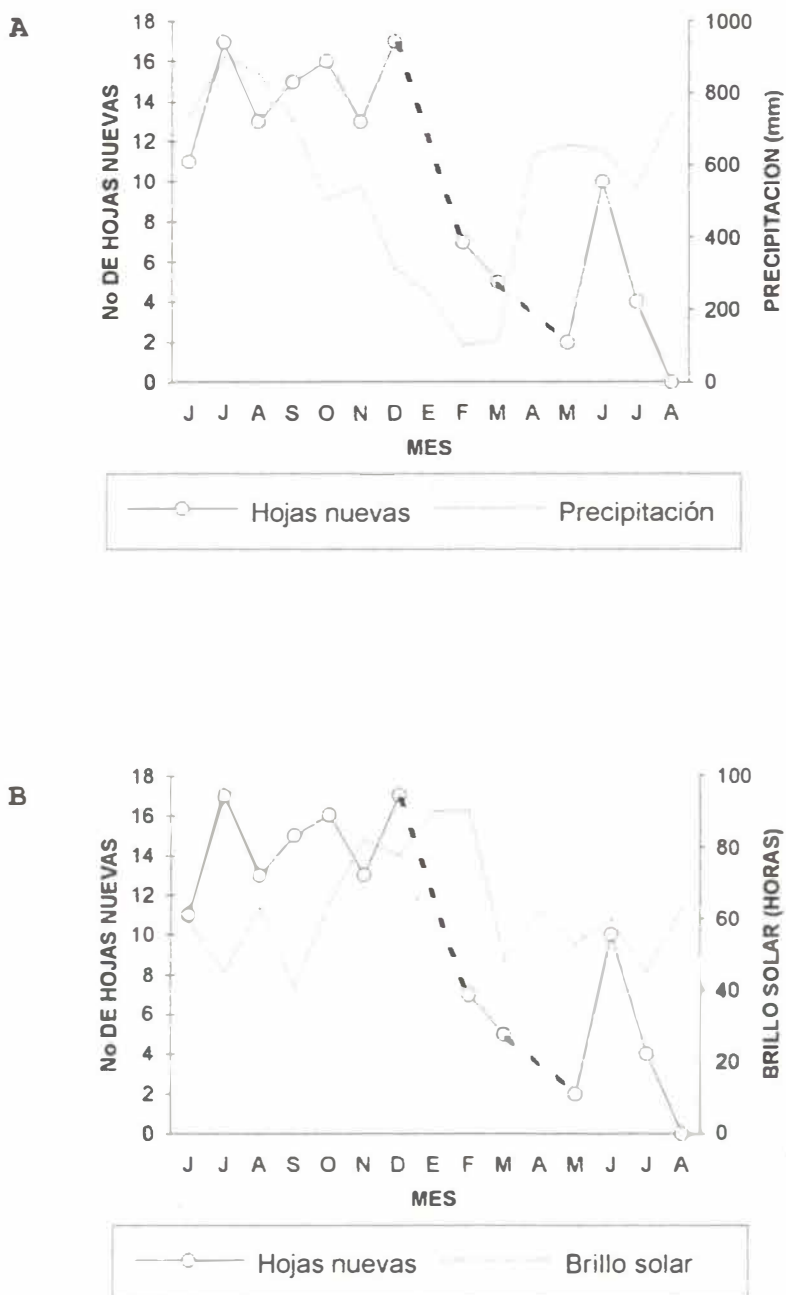 A
No DE HOJAS NUEVAS
18
16
14
12
10
8
6
4
2
0
1000
800
600
400
200
0
PRECIPITACION (mm)
J J A S O N D E F M A M J J A
MES
Hojas nuevas Precipitación
B
No DE HOJAS NUEVAS
18
16
14
12
10
8
6
4
2
0
100
80
60
40
20
0
BRILLO SOLAR (HORAS)
J J A S O N D E F M A M J J A
MES
Hojas nuevas Brillo solar